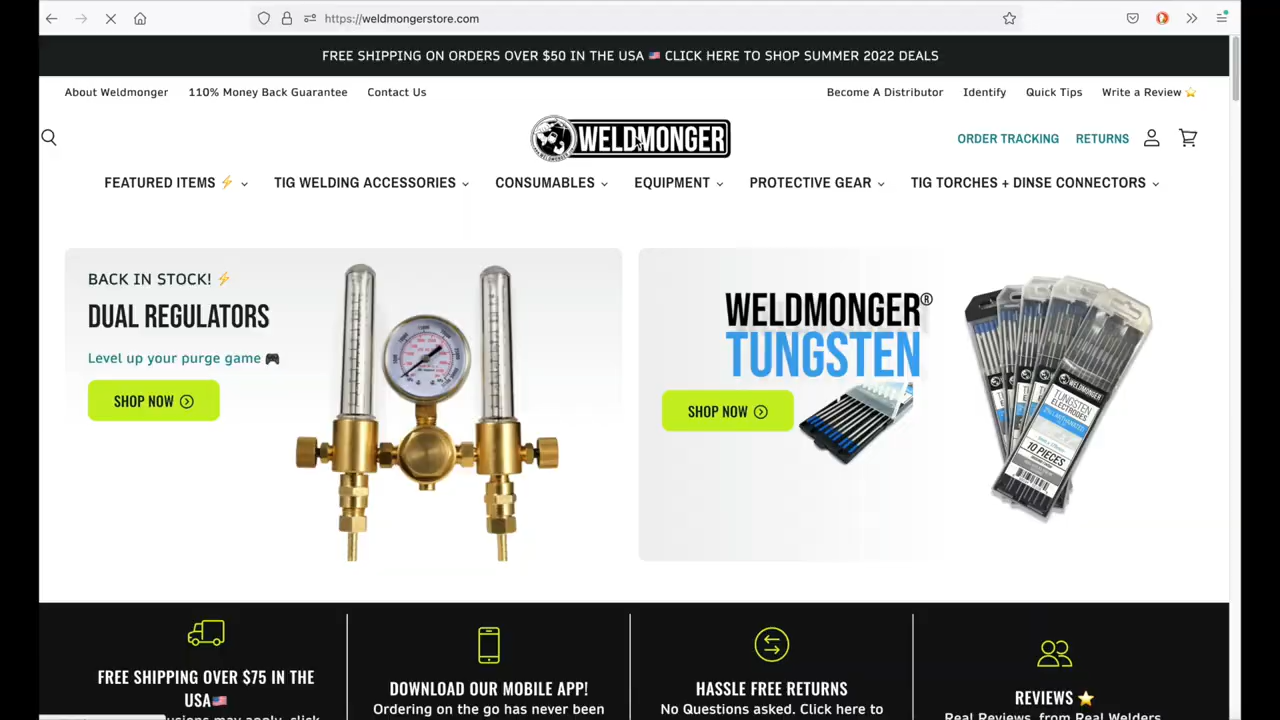 https://weldmongerstore.com
FREE SHIPPING ON ORDERS OVER $50 IN THE USA 🇺🇸 CLICK HERE TO SHOP SUMMER 2022 DEALS
About Weldmonger 110% Money Back Guarantee Contact Us Become A Distributor Identify Quick Tips Write a Review ⭐
WELDMONGER
ORDER TRACKING RETURNS
FEATURED ITEMS ⚡ TIG WELDING ACCESSORIES CONSUMABLES EQUIPMENT PROTECTIVE GEAR TIG TORCHES + DINSE CONNECTORS
BACK IN STOCK! ⚡
DUAL REGULATORS
Level up your purge game 🎮
SHOP NOW
WELDMONGER®
TUNGSTEN
SHOP NOW
WELDMONGER
TUNGSTEN
ELECTRODES
10 PIECES
FREE SHIPPING OVER $75 IN THE
USA🇺🇸
DOWNLOAD OUR MOBILE APP!
Ordering on the go has never been
HASSLE FREE RETURNS
No Questions asked. Click here to
REVIEWS ⭐
Real Reviews, from Real Welders